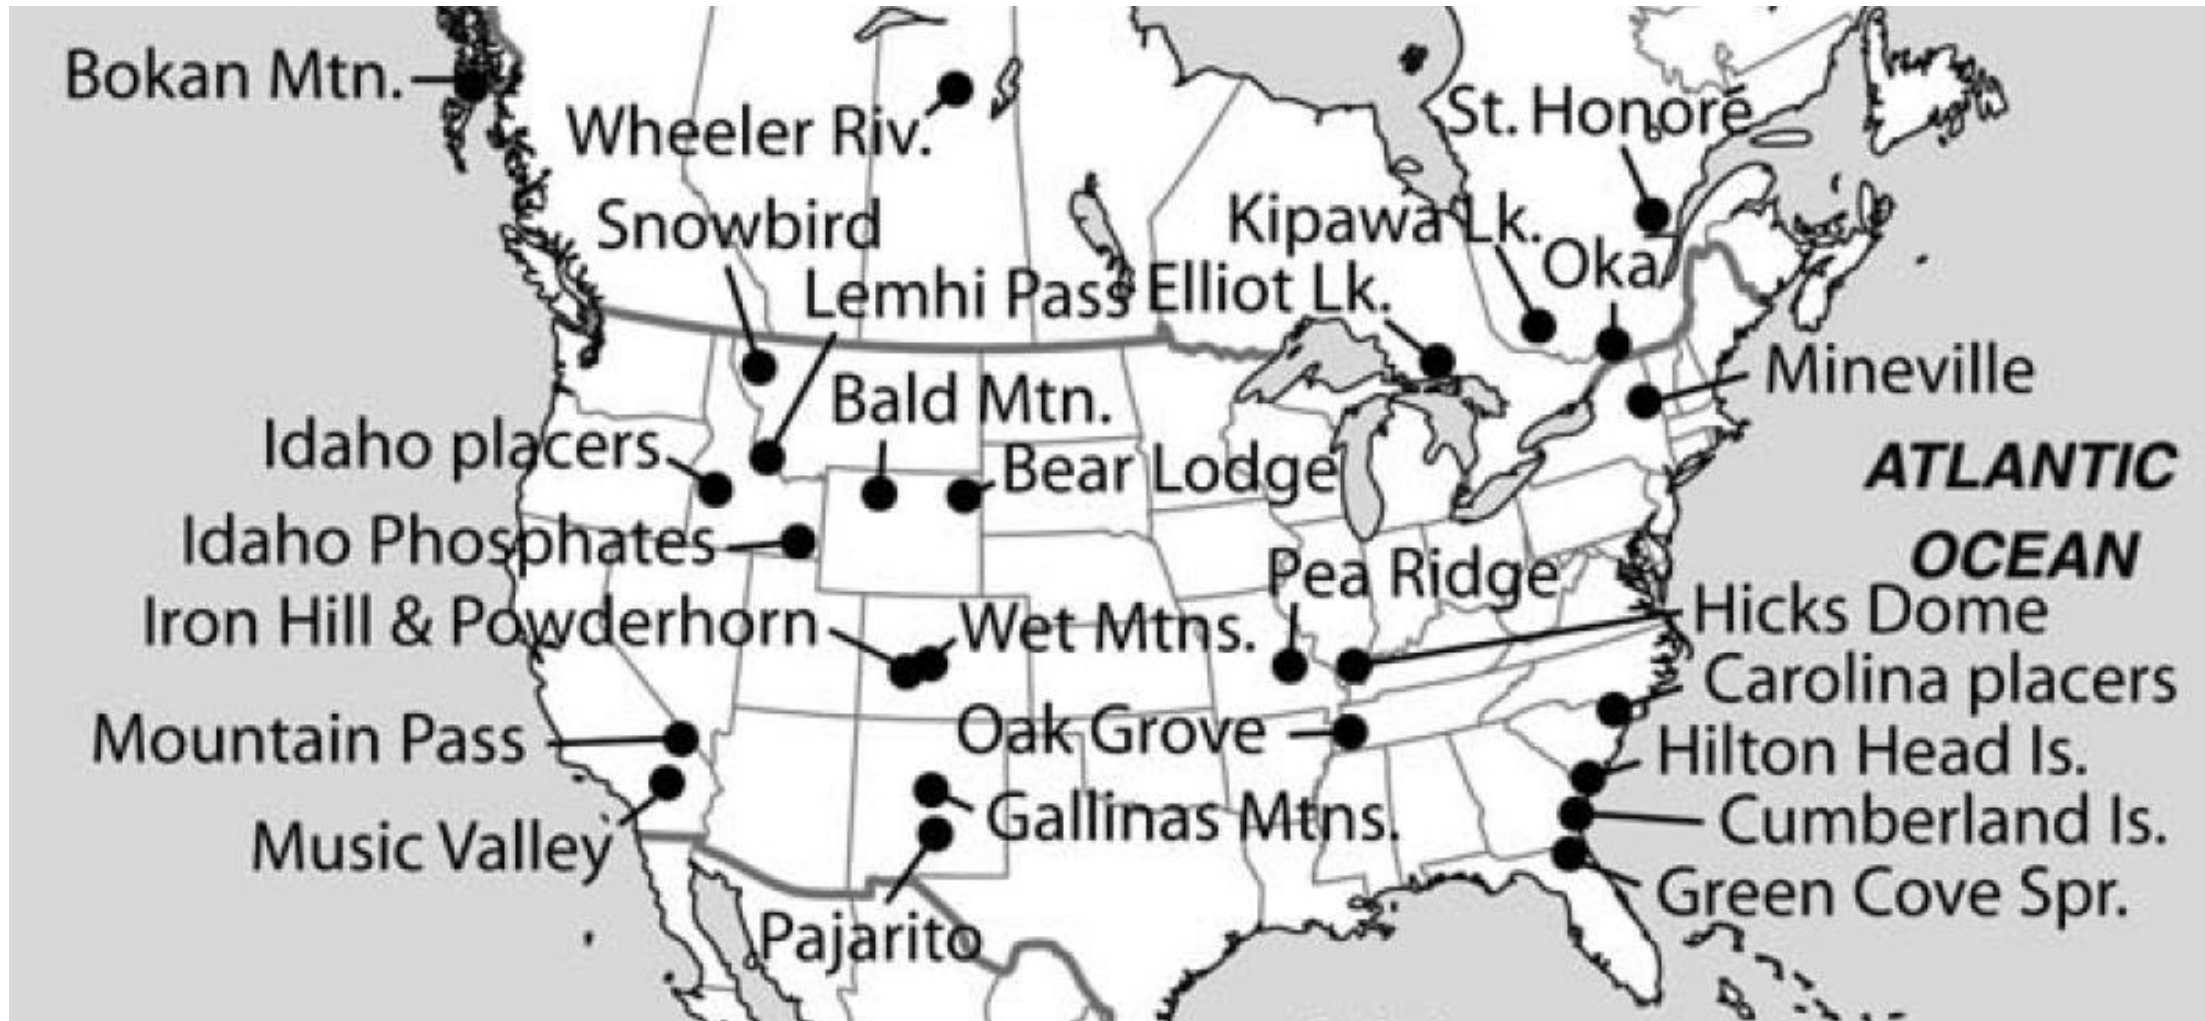 Bokan Mtn.
Wheeler Riv.
St. Honoré
Snowbird
Kipawa Lk.
Oka
Lemhi Pass
Elliot Lk.
Mineville
Bald Mtn.
Idaho placers
Bear Lodge
ATLANTIC
OCEAN
Idaho Phosphates
Pea Ridge
Hicks Dome
Iron Hill & Powderhorn
Wet Mtns.
Carolina placers
Mountain Pass
Oak Grove
Hilton Head Is.
Music Valley
Gallinas Mtns.
Cumberland Is.
Green Cove Spr.
Pajarito